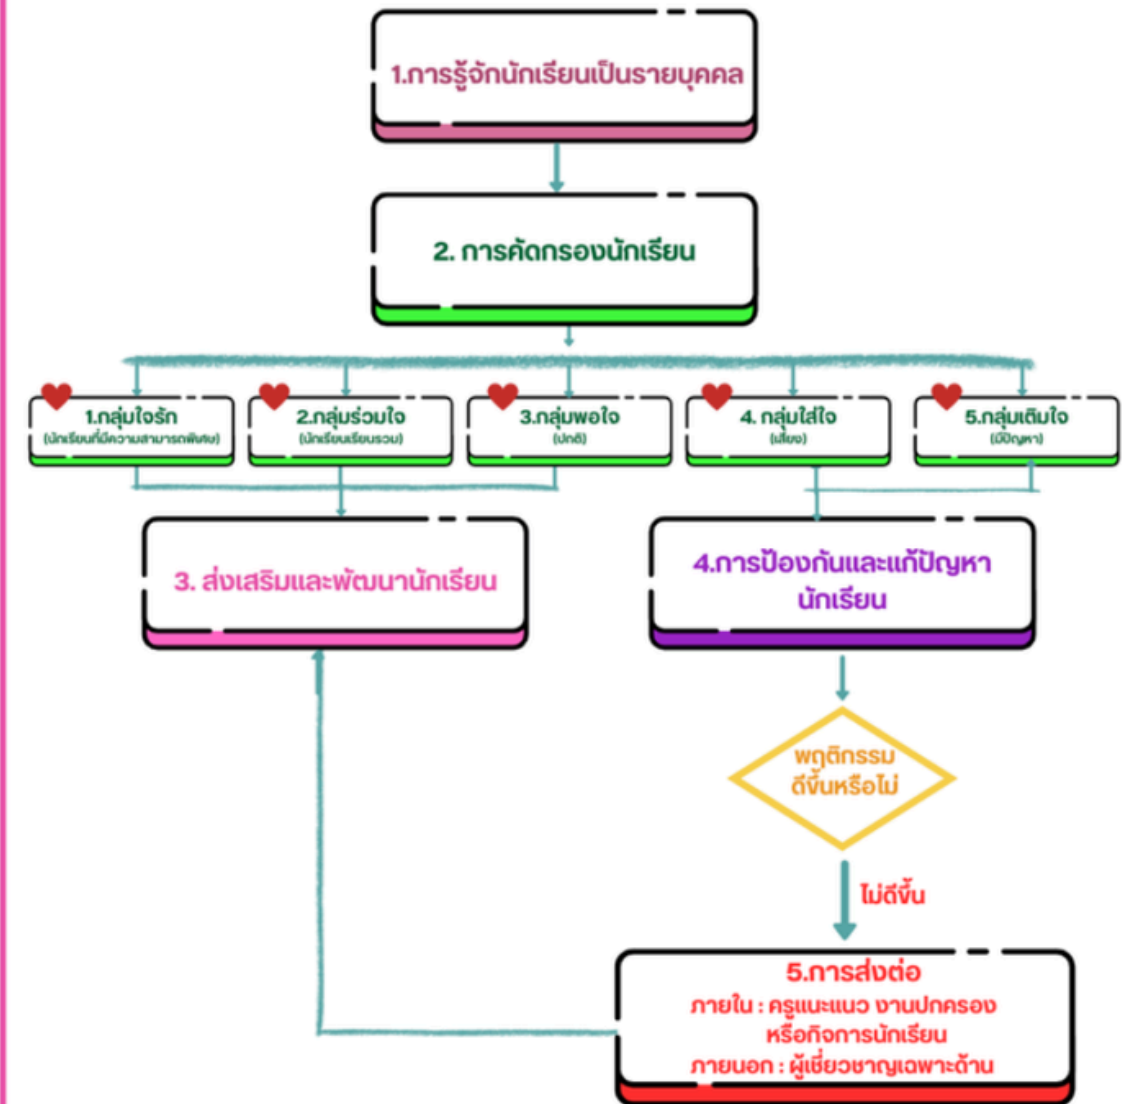 1.การรู้จักนักเรียนเป็นรายบุคคล
2. การคัดกรองนักเรียน
1.กลุ่มใจรัก
(นักเรียนที่มีความสามารถพิเศษ)
2.กลุ่มร่วมใจ
(นักเรียนเรียนรวม)
3.กลุ่มพอใจ
(ปกติ)
4. กลุ่มใส่ใจ
(เสี่ยง)
5.กลุ่มเติมใจ
(มีปัญหา)
3. ส่งเสริมและพัฒนานักเรียน
4.การป้องกันและแก้ปัญหา
นักเรียน
พฤติกรรม
ดีขึ้นหรือไม่
ไม่ดีขึ้น
5.การส่งต่อ
ภายใน : ครูแนะแนว งานปกครอง
หรือกิจการนักเรียน
ภายนอก : ผู้เชี่ยวชาญเฉพาะด้าน